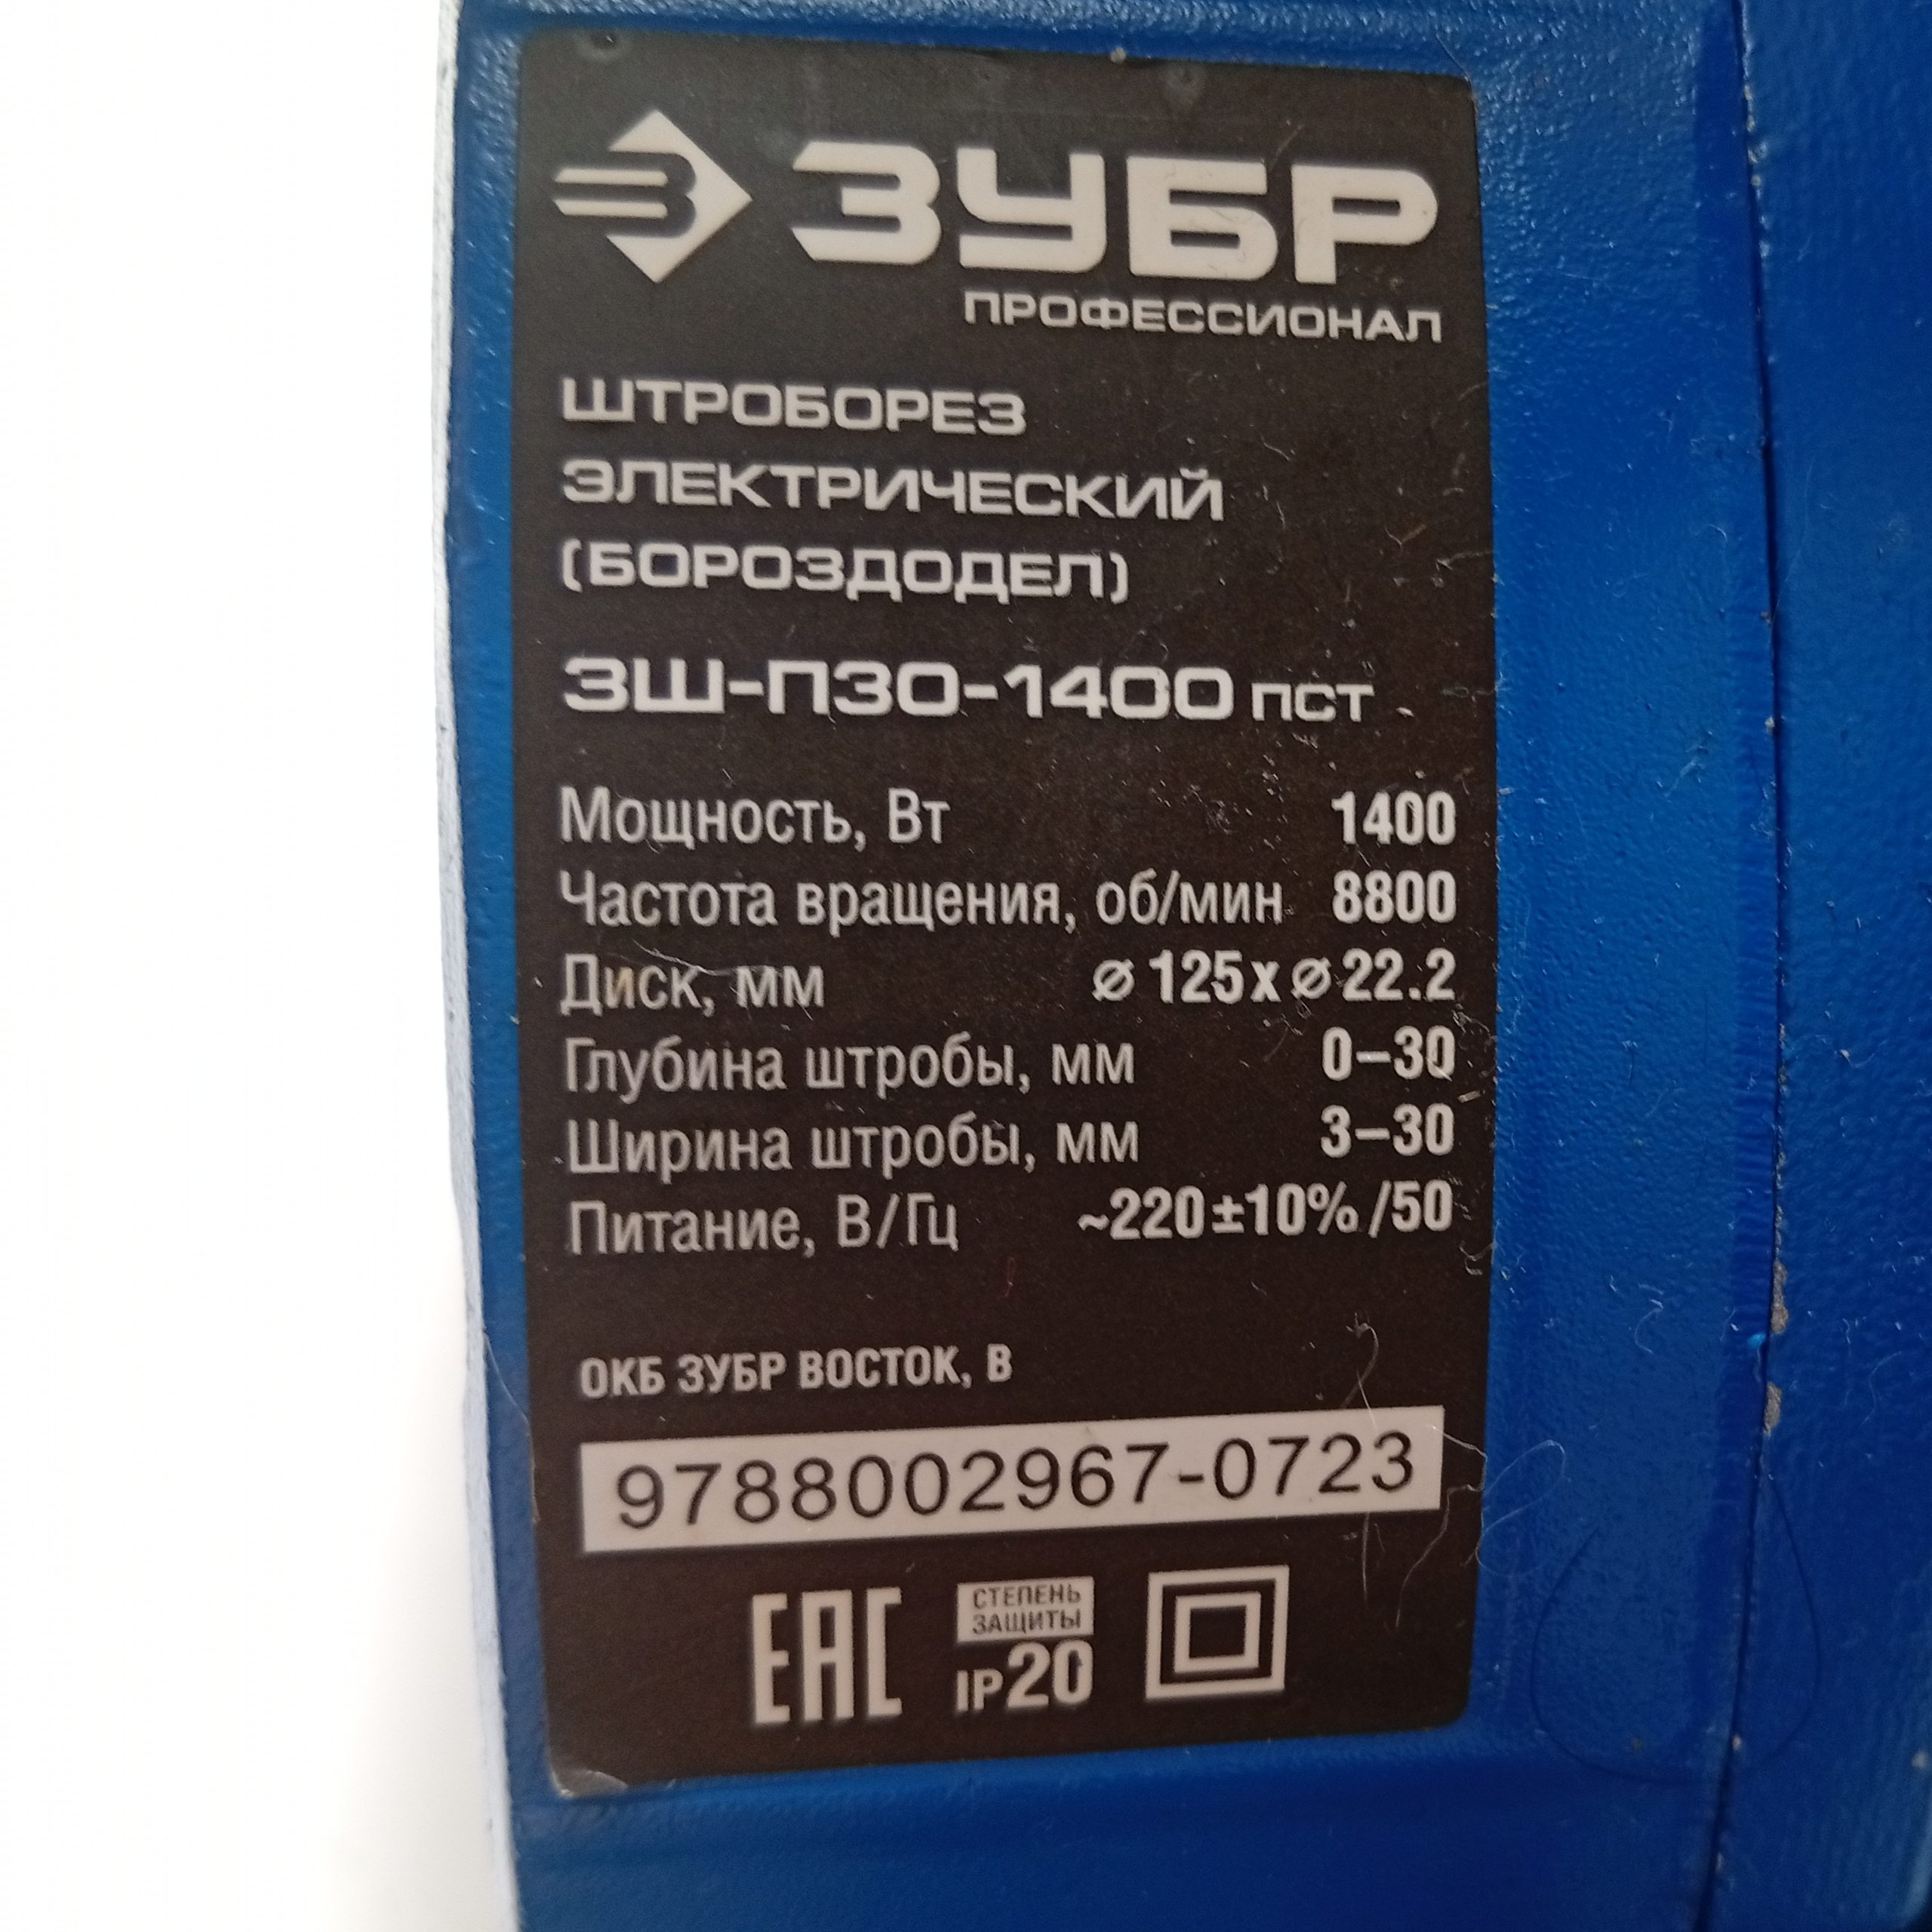 ЗУБР
ПРОФЕССИОНАЛ
ШТРОБОРЕЗ
ЭЛЕКТРИЧЕСКИЙ
(БОРОЗДОДЕЛ)
ЗШ-П30-1400 ПСТ
Мощность, Вт 1400
Частота вращения, об/мин 8800
Диск, мм ⌀ 125 x ⌀ 22.2
Глубина штробы, мм 0–30
Ширина штробы, мм 3–30
Питание, В/Гц ~220±10% /50
ОКБ ЗУБР ВОСТОК, В
9788002967-0723
ЕАС
СТЕПЕНЬ
ЗАЩИТЫ
IP20